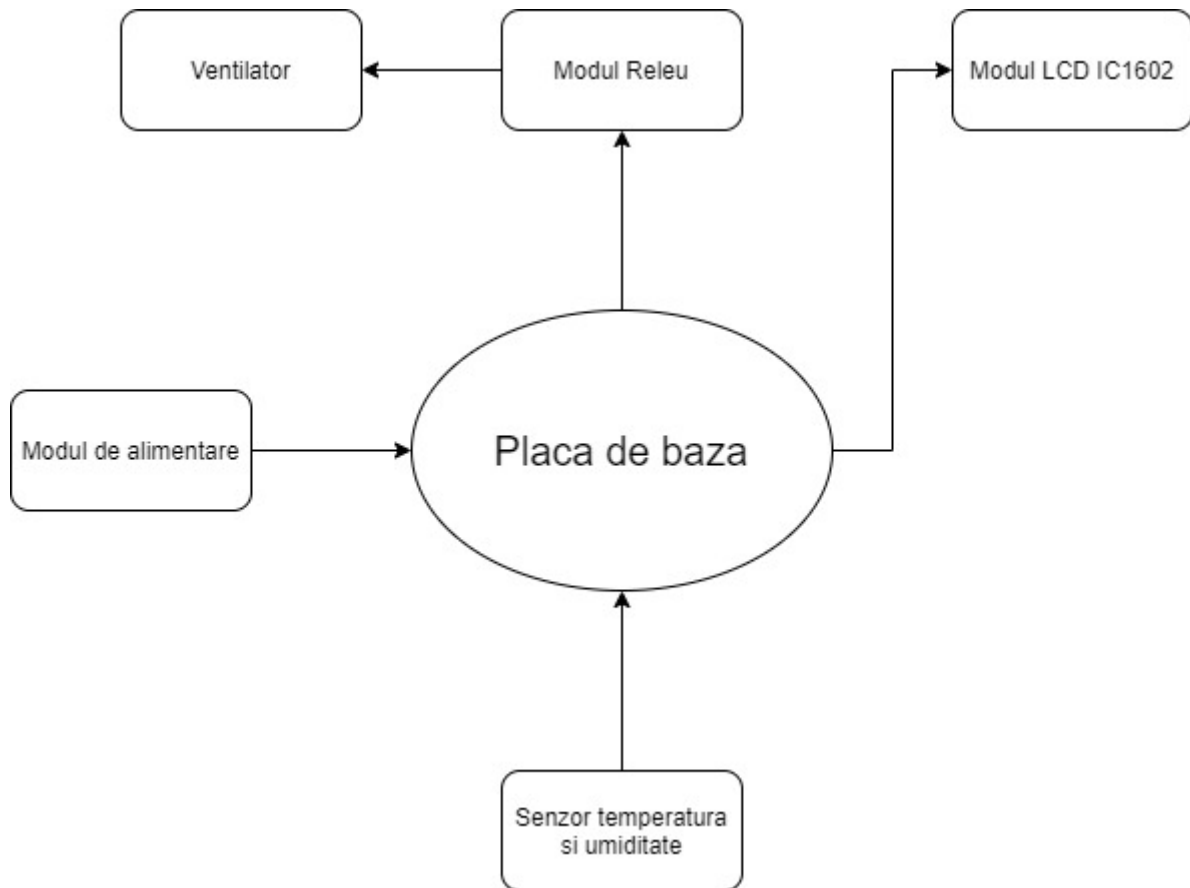 Ventilator
Modul Releu
Modul LCD IC1602
Modul de alimentare
Placa de baza
Senzor temperatura
si umiditate